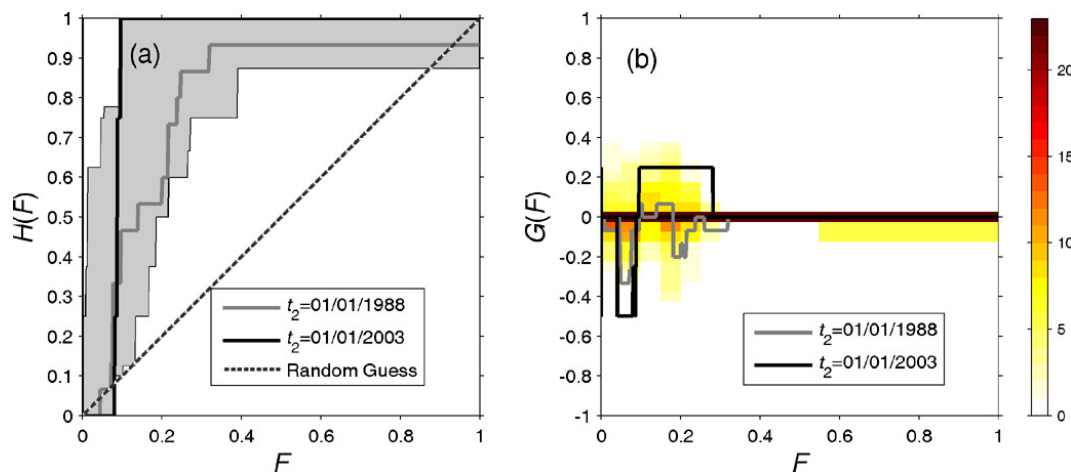 1
0.9
0.8
0.7
0.6
0.5
0.4
0.3
0.2
0.1
0
H(F)
(a)
t2=01/01/1988
t2=01/01/2003
Random Guess
0 0.2 0.4 0.6 0.8 1
F
1
0.8
0.6
0.4
0.2
0
-0.2
-0.4
-0.6
-0.8
-1
G(F)
(b)
t2=01/01/1988
t2=01/01/2003
0 0.2 0.4 0.6 0.8 1
F
20
15
10
5
0